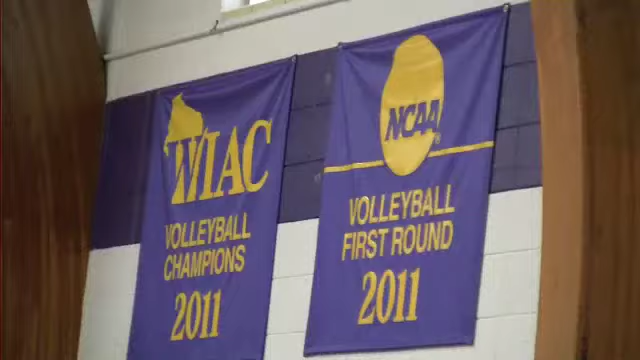 WIAC
VOLLEYBALL
CHAMPIONS
2011
NCAA
VOLLEYBALL
FIRST ROUND
2011